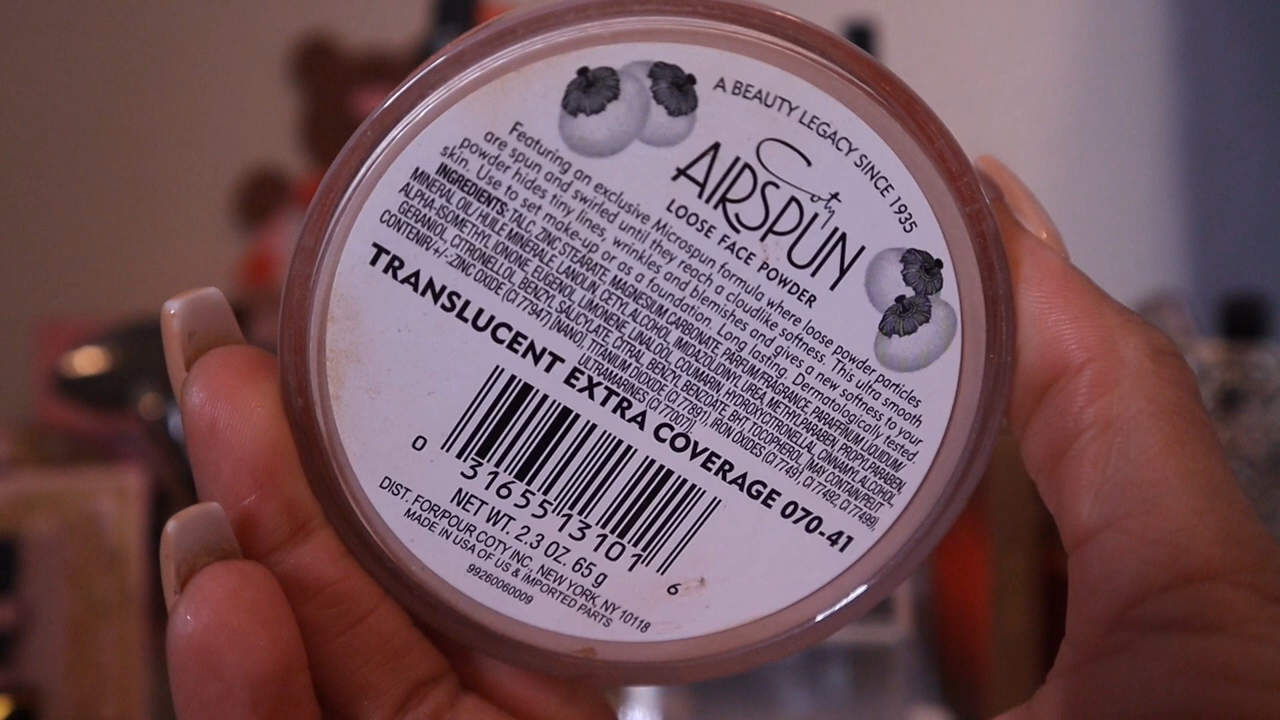 A BEAUTY LEGACY SINCE 1935
Coty
AIRSPUN
LOOSE FACE POWDER
Featuring an exclusive Microspun formula where loose powder particles
are spun and swirled until they reach a cloudlike softness. This ultra smooth
powder hides tiny lines, wrinkles and blemishes and gives a new softness to your
skin. Use to set make-up or as a foundation. Long lasting. Dermatologically tested.
INGREDIENTS: TALC, ZINC STEARATE, MAGNESIUM CARBONATE, PARFUM/FRAGRANCE, PARAFFINUM LIQUIDUM/
MINERAL OIL/HUILE MINERALE, LANOLIN, CETYL ALCOHOL, IMIDAZOLIDINYL UREA, METHYLPARABEN, PROPYLPARABEN,
ALPHA-ISOMETHYL IONONE, EUGENOL, LIMONENE, LINALOOL, COUMARIN, HYDROXYCITRONELLAL, CINNAMYL ALCOHOL,
GERANIOL, CITRONELLOL, BENZYL SALICYLATE, CITRAL, BENZYL BENZOATE, BHT, TOCOPHEROL, [MAY CONTAIN/PEUT
CONTENIR/+/-:ZINC OXIDE (CI 77947) [NANO], TITANIUM DIOXIDE (CI 77891), IRON OXIDES (CI 77491, CI 77492, CI 77499),
ULTRAMARINES (CI 77007)].
TRANSLUCENT EXTRA COVERAGE 070-41
0 31655 13101 6
NET WT. 2.3 OZ. 65 g
DIST. FOR/POUR COTY INC., NEW YORK, NY 10118
MADE IN USA OF US & IMPORTED PARTS
99260060009